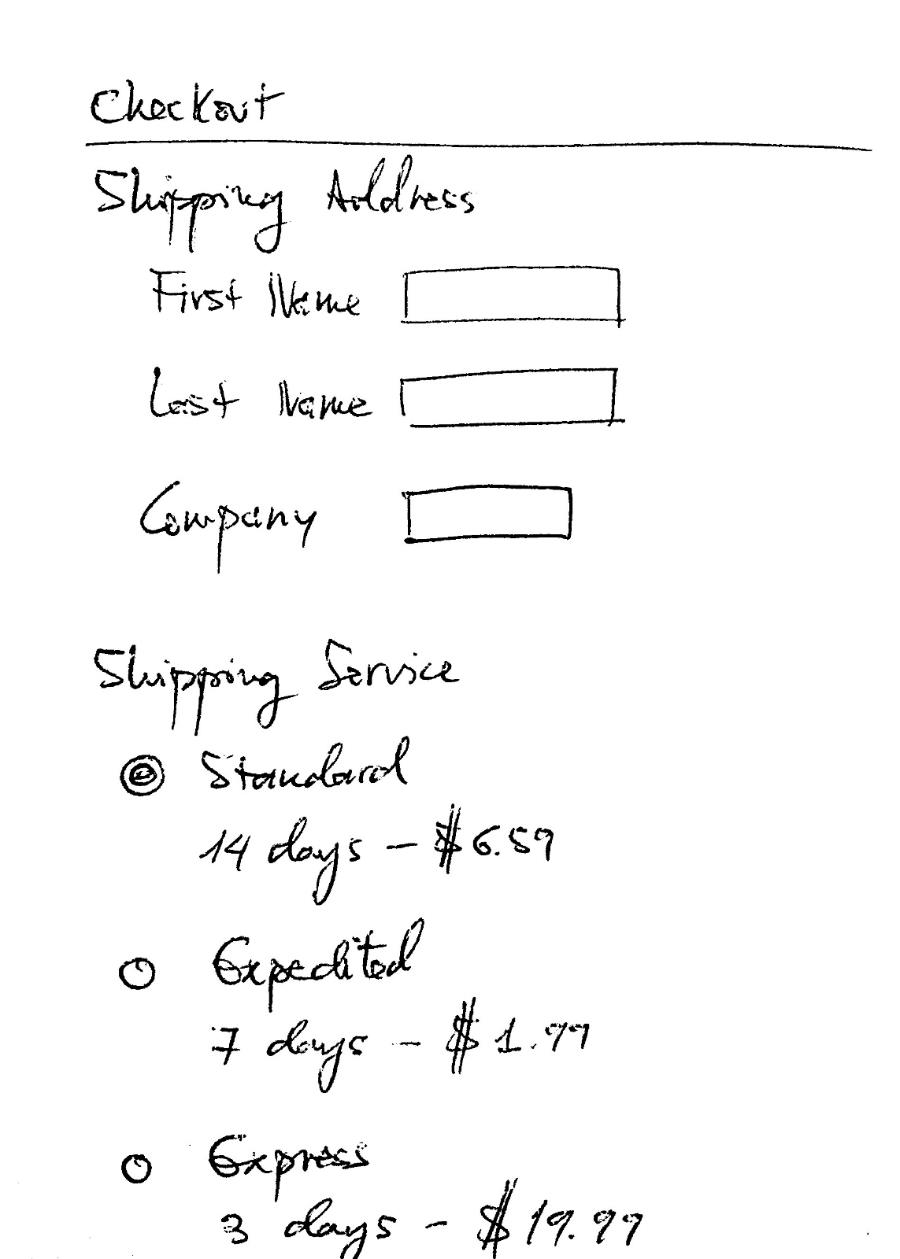 Checkout
Shipping Address
First Name
Last Name
Company
Shipping Service
Standard
14 days - $6.59
Expedited
7 days - $1.99
Express
3 days - $19.99